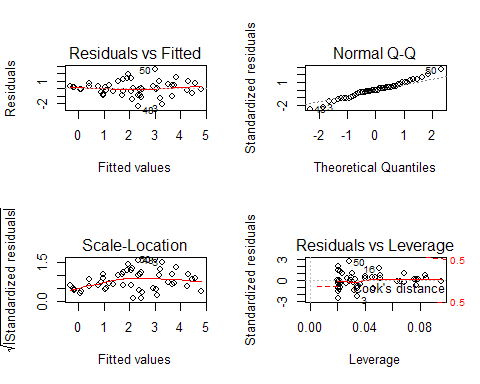 Residuals vs Fitted
Residuals
1
-2
50
0 1 2 3 4 5
Fitted values
Normal Q-Q
Standardized residuals
1
-2
50
-2 -1 0 1 2
Theoretical Quantiles
Scale-Location
√|Standardized residuals|
1.5
0.0
0 1 2 3 4 5
Fitted values
Residuals vs Leverage
Standardized residuals
3
0
-3
50
16
3
Cook's distance
0.5
0.5
0.00 0.04 0.08
Leverage